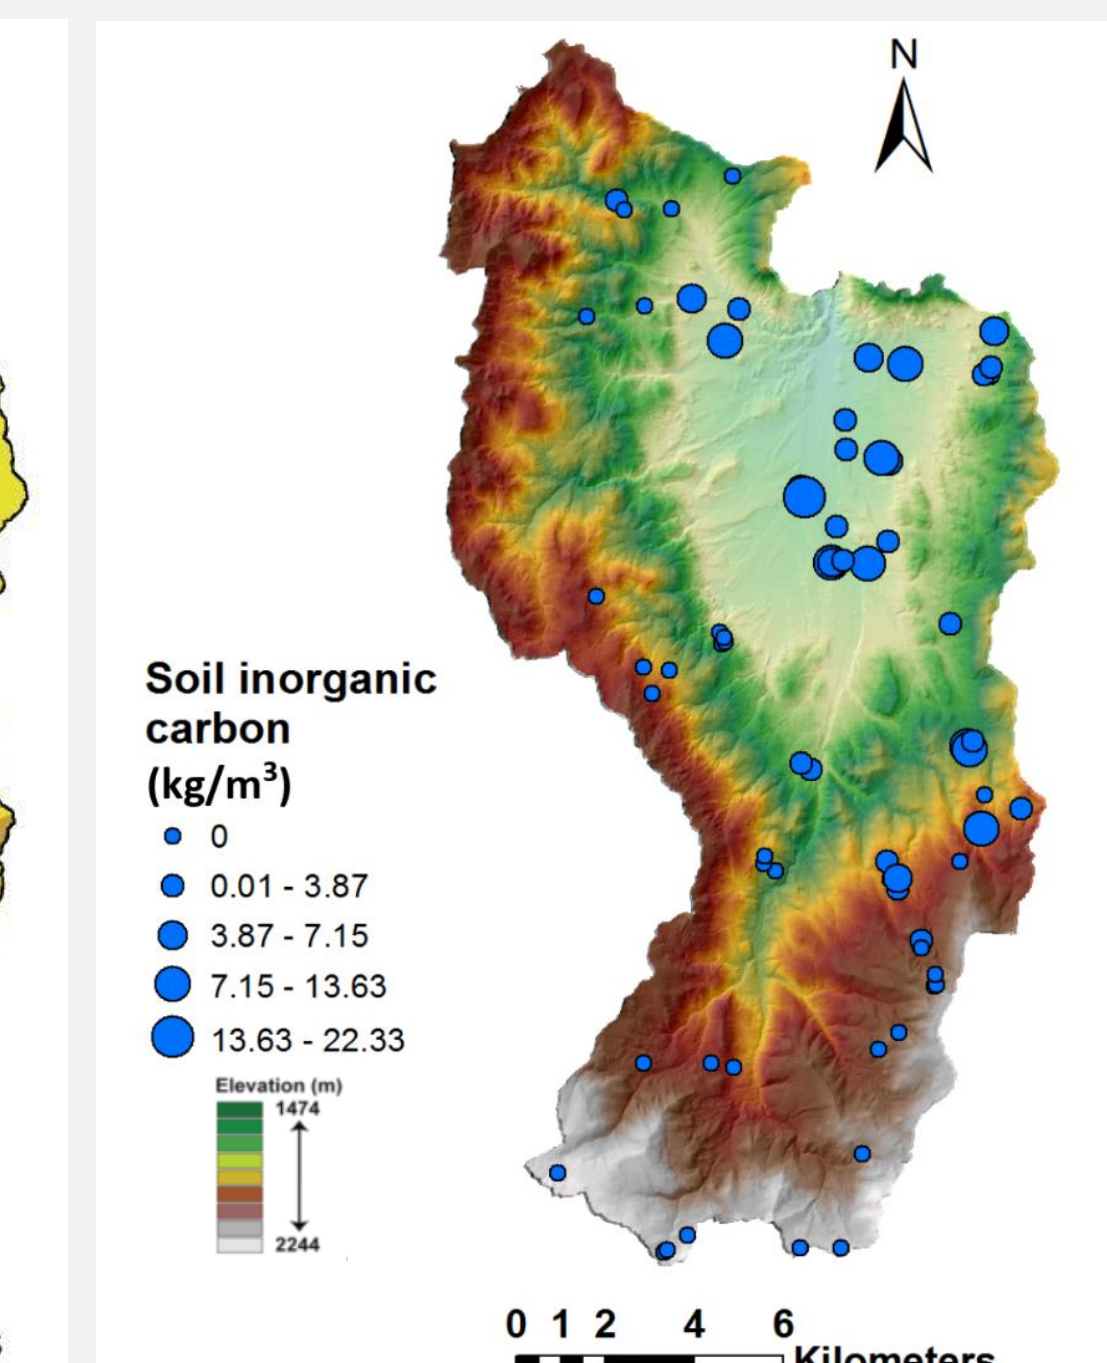 N
Soil inorganic
carbon
(kg/m³)
0
0.01 - 3.87
3.87 - 7.15
7.15 - 13.63
13.63 - 22.33
Elevation (m)
1474
2244
0 1 2 4 6
Kilometers